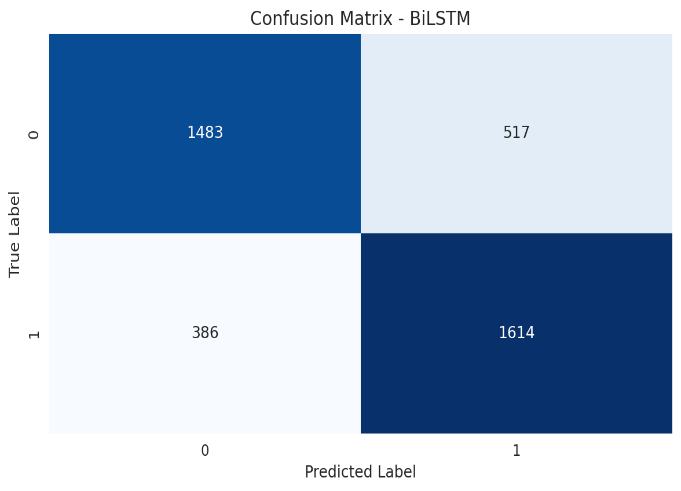 Confusion Matrix - BiLSTM
True Label
0
1483
517
1
386
1614
0
1
Predicted Label